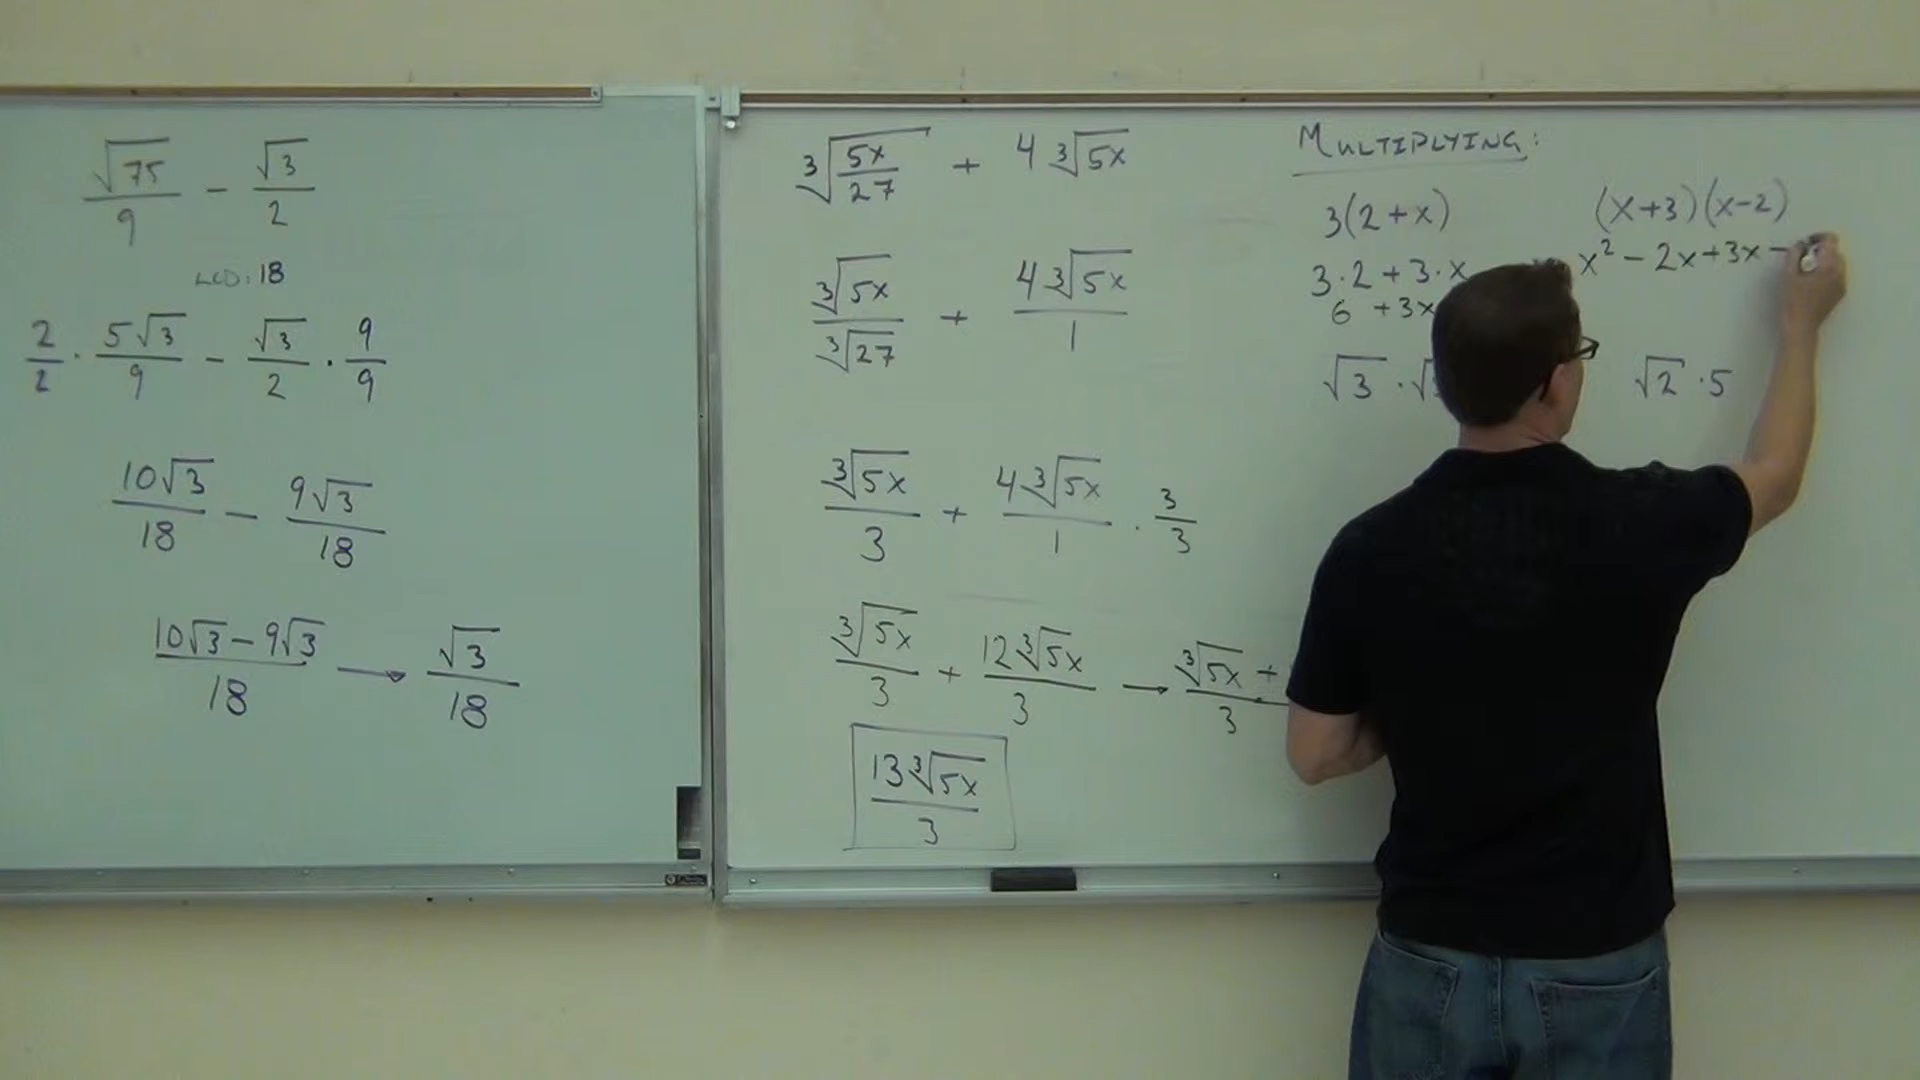 √75/9 - √3/2
LCD: 18
2/2 · 5√3/9 - √3/2 · 9/9
10√3/18 - 9√3/18
10√3 - 9√3/18 → √3/18
∛5x/27 + 4∛5x
∛5x/∛27 + 4∛5x/1
∛5x/3 + 4∛5x/1 · 3/3
∛5x/3 + 12∛5x/3 → ∛5x + /3
13∛5x/3
MULTIPLYING:
3(2+x)
3·2 + 3·x
6 + 3x
√3 · √
(x+3)(x-2)
x² - 2x + 3x -
√2 · 5